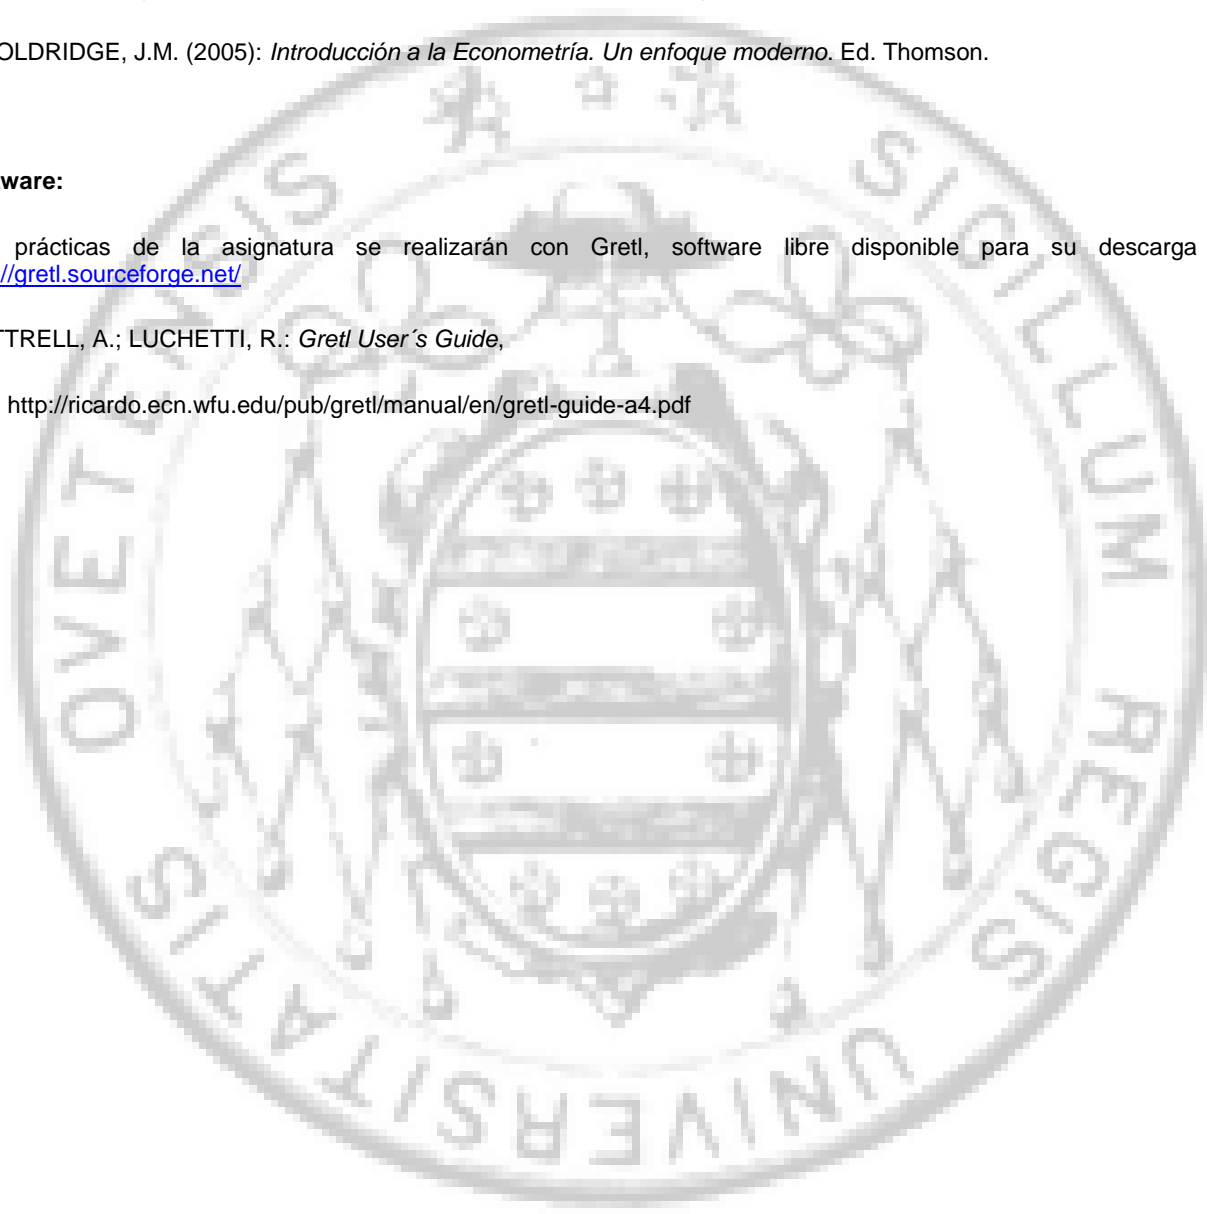 OLDRIDGE, J.M. (2005): Introducción a la Econometría. Un enfoque moderno. Ed. Thomson.
tware:
prácticas de la asignatura se realizarán con Gretl, software libre disponible para su descarga
://gretl.sourceforge.net/
TTRELL, A.; LUCHETTI, R.: Gretl User´s Guide,
http://ricardo.ecn.wfu.edu/pub/gretl/manual/en/gretl-guide-a4.pdf
SIGILLUM REGIS UNIVERSITATIS OVETENSIS